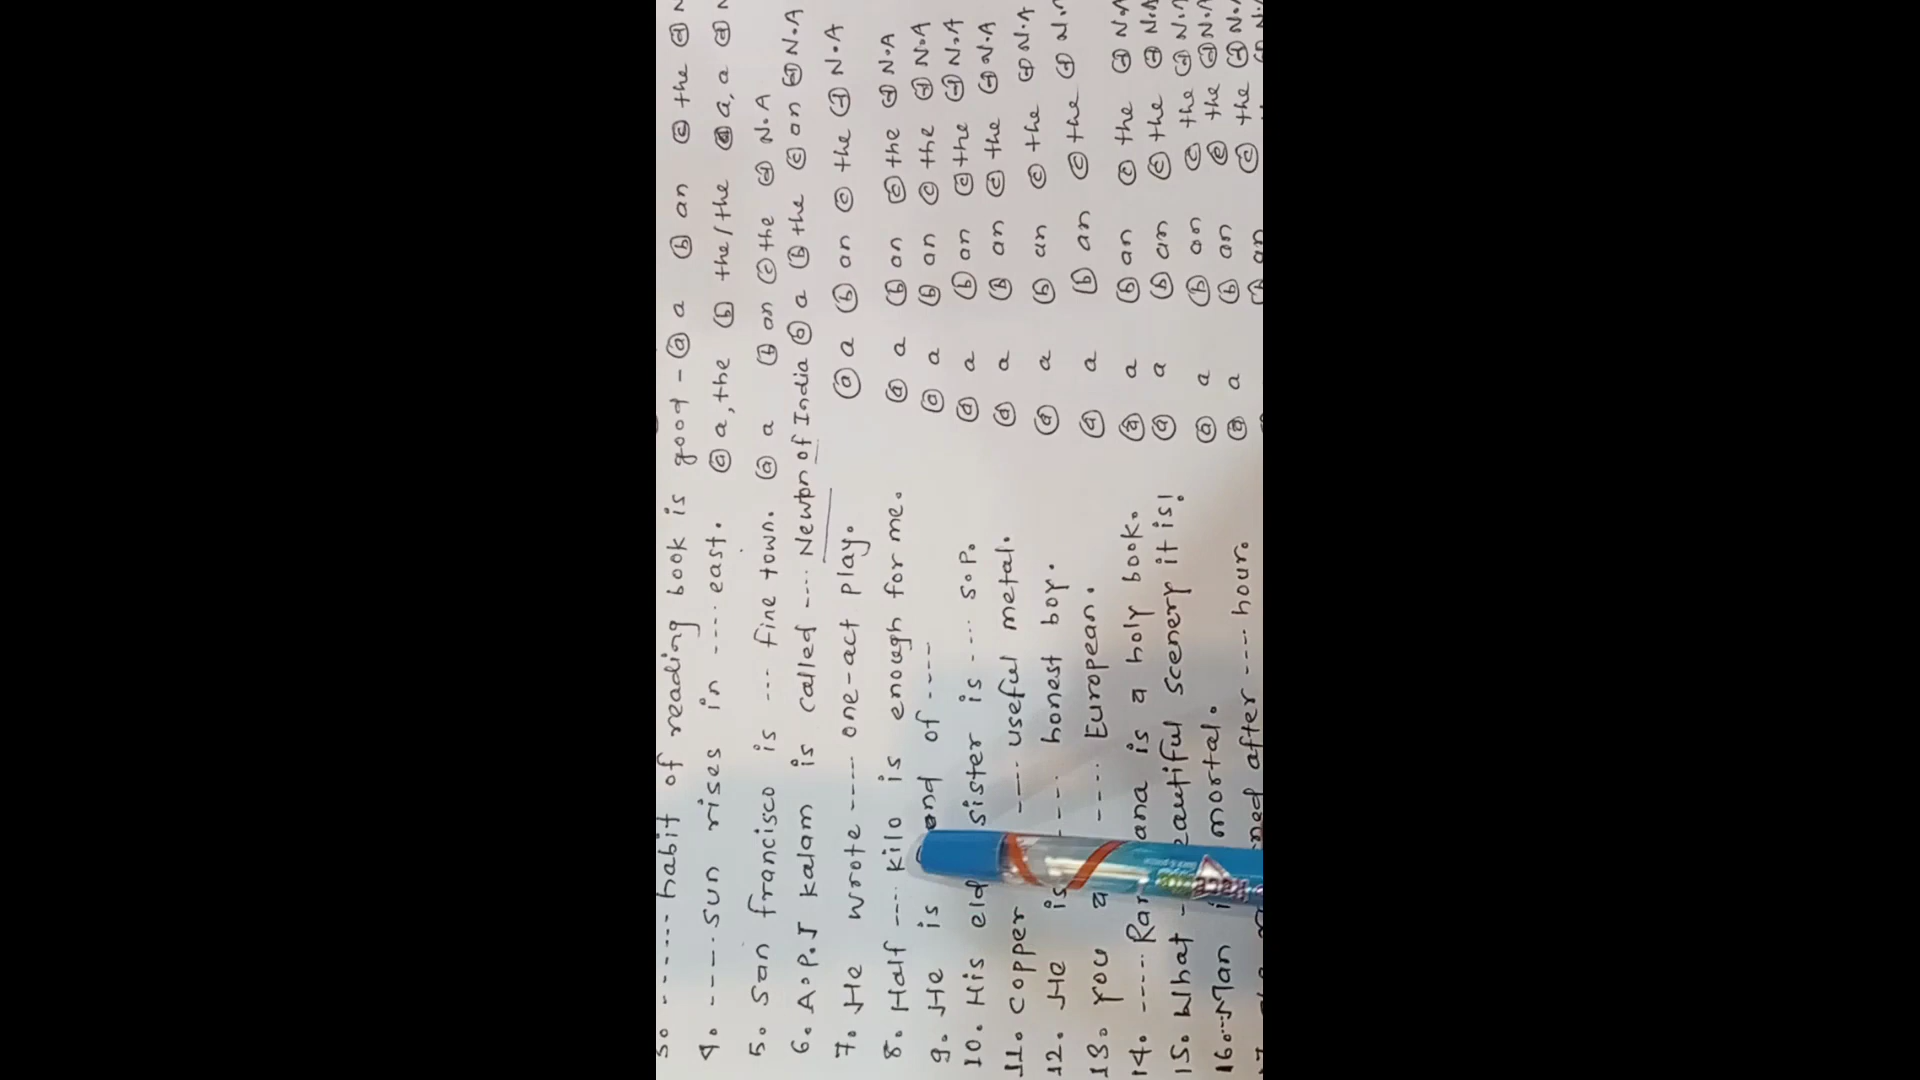 3. ------ habit of reading book is good - ⓐ a ⓑ an ⓒ the ⓓ
4. ----- sun rises in ---- east. ⓐ a, the ⓑ the/the ⓒ a, a ⓓ
5. San francisco is --- fine town. ⓐ a ⓑ an ⓒ the ⓓ N.A
6. A.P.J kalam is called ---- Newton of India ⓐ a ⓑ the ⓒ an ⓓ N.A
7. He wrote ----- one-act play. ⓐ a ⓑ an ⓒ the ⓓ N.A
8. Half ---- kilo is enough for me. ⓐ a ⓑ an ⓒ the ⓓ N.A
9. He is of ---- ⓐ a ⓑ an ⓒ the ⓓ N.A
10. His sister is ---- S.P. ⓐ a ⓑ an ⓒ the ⓓ N.A
11. Copper ---- useful metal. ⓐ a ⓑ an ⓒ the ⓓ N.A
12. He is ---- honest boy. ⓐ a ⓑ an ⓒ the ⓓ N.A
13. You ---- European. ⓐ a ⓑ an ⓒ the ⓓ N.A
14. ----- is a holy book. ⓐ a ⓑ an ⓒ the ⓓ N.A
15. What - scenery it is! ⓐ a ⓑ an ⓒ the ⓓ N.A
16. --- Man mortal. ⓐ a ⓑ an ⓒ the ⓓ N.A
after ---- hour. ⓐ a ⓑ an ⓒ the ⓓ N.A